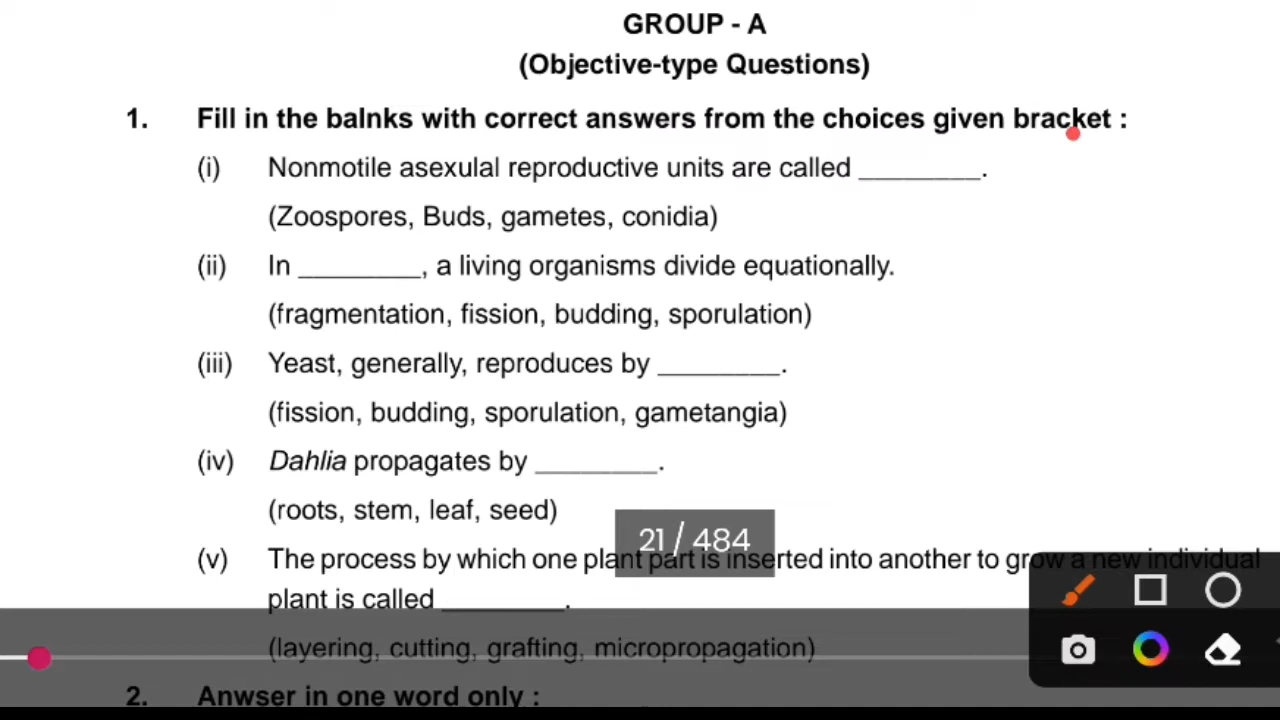 GROUP - A
(Objective-type Questions)
1. Fill in the balnks with correct answers from the choices given bracket :
(i) Nonmotile asexulal reproductive units are called ________.
(Zoospores, Buds, gametes, conidia)
(ii) In ________, a living organisms divide equationally.
(fragmentation, fission, budding, sporulation)
(iii) Yeast, generally, reproduces by ________.
(fission, budding, sporulation, gametangia)
(iv) Dahlia propagates by ________.
(roots, stem, leaf, seed)
21 / 484
(v) The process by which one plant part is inserted into another to grow a new individual
plant is called ________.
(layering, cutting, grafting, micropropagation)
2. Anwser in one word only :